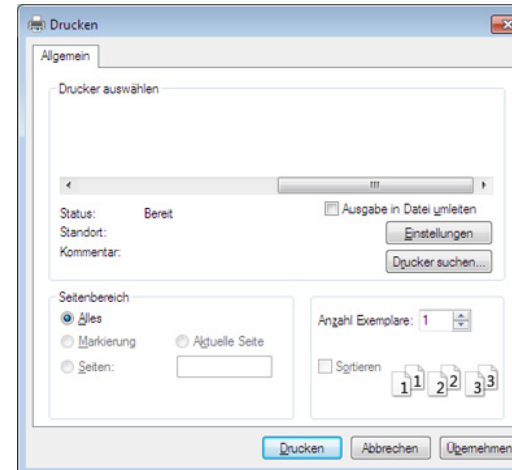 Drucken
Allgemein
Drucker auswählen
Status: Bereit
Ausgabe in Datei umleiten
Standort:
Einstellungen
Kommentar:
Drucker suchen...
Seitenbereich
Alles
Anzahl Exemplare: 1
Markierung Aktuelle Seite
Seiten:
Sortieren
1 1 2 2 3 3
Drucken Abbrechen Übernehmen